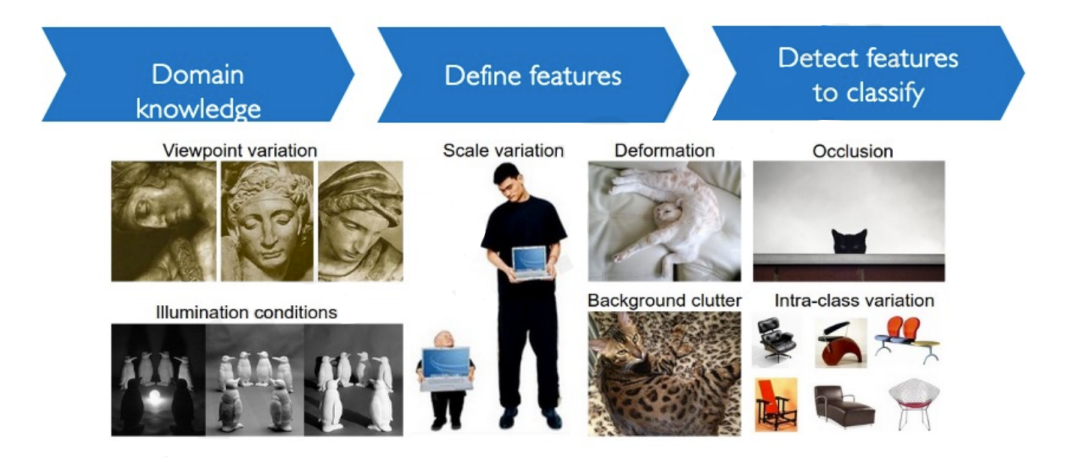 Domain
knowledge
Define features
Detect features
to classify
Viewpoint variation
Scale variation
Deformation
Occlusion
Illumination conditions
Background clutter
Intra-class variation